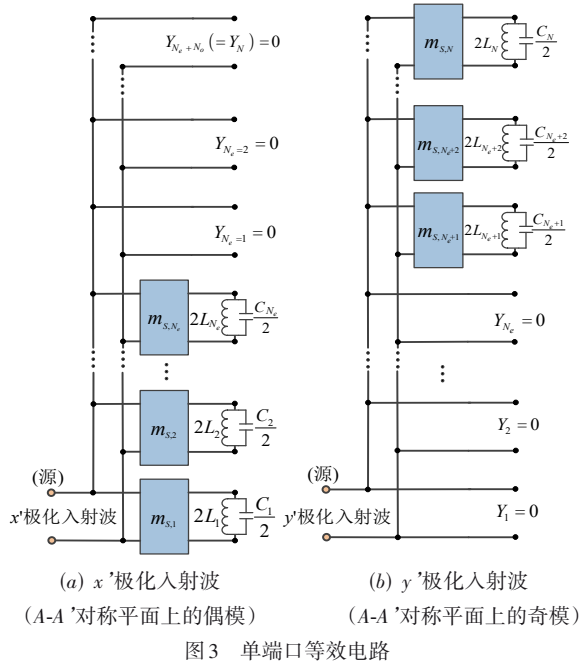 Y_{N_e+N_o}(=Y_N)=0
Y_{N_e=2}=0
Y_{N_e=1}=0
m_{S,N_e} 2L_{N_e} C_{N_e}/2
m_{S,2} 2L_2 C_2/2
(源)
x'极化入射波
m_{S,1} 2L_1 C_1/2
(a) x'极化入射波
(A-A'对称平面上的偶模)
m_{S,N} 2L_N C_N/2
m_{S,N_e+2} 2L_{N_e+2} C_{N_e+2}/2
m_{S,N_e+1} 2L_{N_e+1} C_{N_e+1}/2
Y_{N_e}=0
Y_2=0
(源)
y'极化入射波
Y_1=0
(b) y'极化入射波
(A-A'对称平面上的奇模)
图3 单端口等效电路